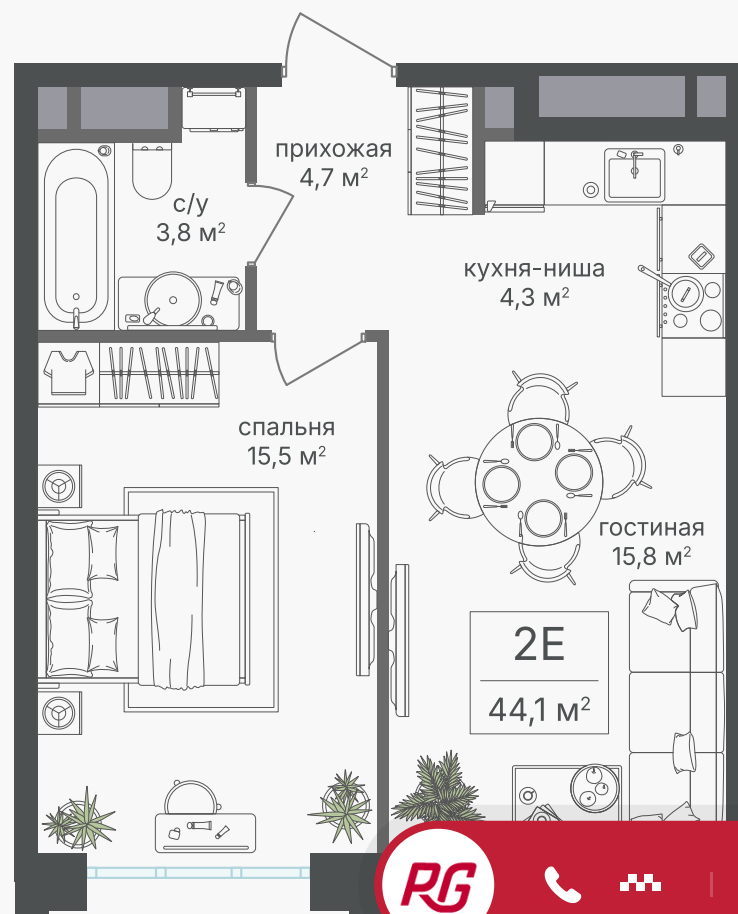 прихожая
4,7 м²
с/у
3,8 м²
кухня-ниша
4,3 м²
спальня
15,5 м²
гостиная
15,8 м²
2Е
44,1 м²
RG